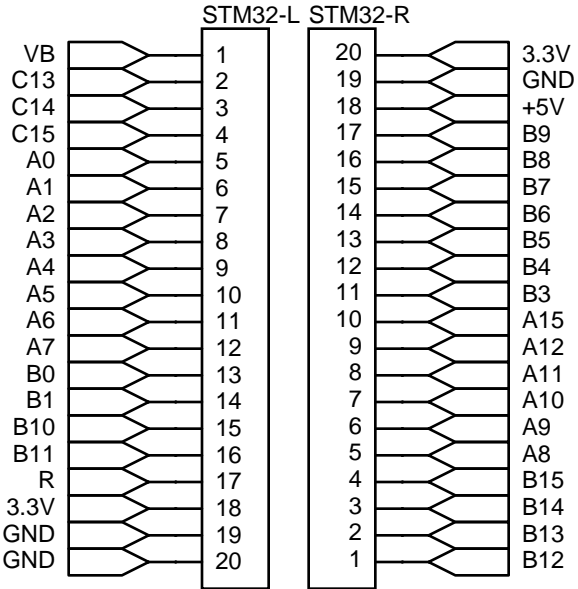 STM32-L STM32-R
VB 1 20 3.3V
C13 2 19 GND
C14 3 18 +5V
C15 4 17 B9
A0 5 16 B8
A1 6 15 B7
A2 7 14 B6
A3 8 13 B5
A4 9 12 B4
A5 10 11 B3
A6 11 10 A15
A7 12 9 A12
B0 13 8 A11
B1 14 7 A10
B10 15 6 A9
B11 16 5 A8
R 17 4 B15
3.3V 18 3 B14
GND 19 2 B13
GND 20 1 B12